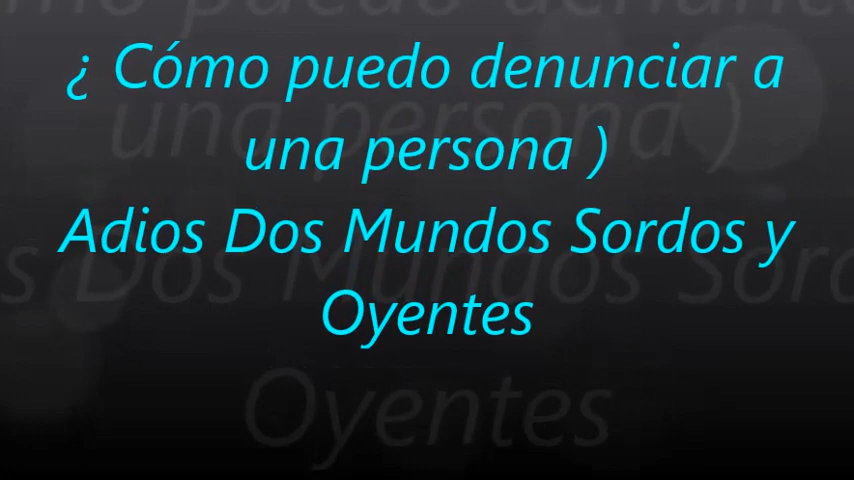 ¿ Cómo puedo denunciar a
una persona )
Adios Dos Mundos Sordos y
Oyentes